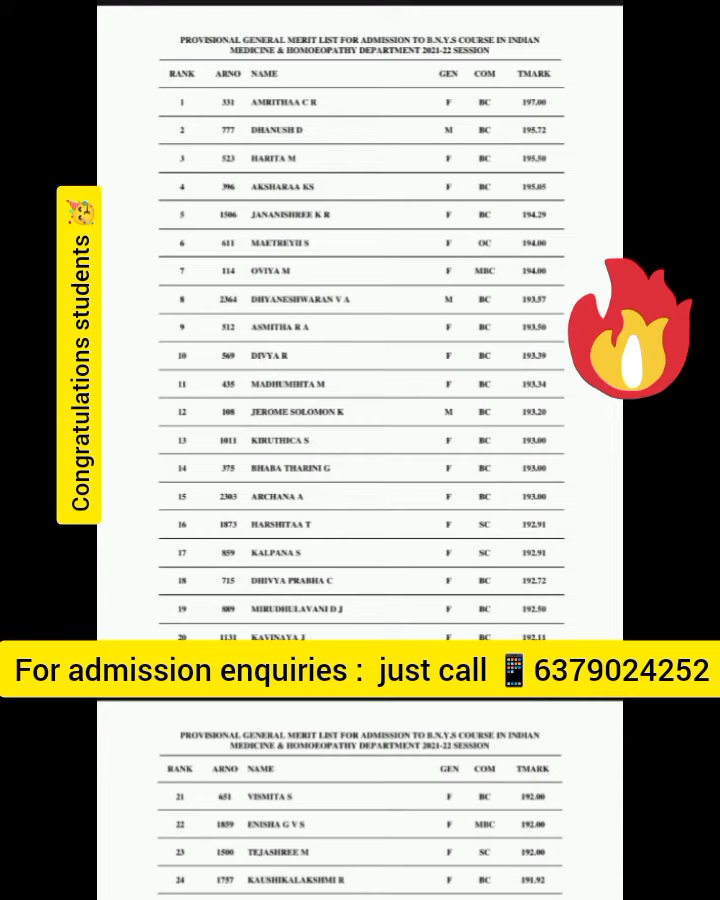 PROVISIONAL GENERAL MERIT LIST FOR ADMISSION TO B.N.Y.S COURSE IN INDIAN
MEDICINE & HOMOEOPATHY DEPARTMENT 2021-22 SESSION
RANK ARNO NAME GEN COM TMARK
1 331 AMRITHAA C R F BC 197.00
2 777 DHANUSH D M BC 195.72
3 523 HARITA M F BC 195.50
4 396 AKSHARAA KS F BC 195.05
5 1506 JANANISHREE K R F BC 194.29
6 611 MAETREYII S F OC 194.00
7 114 OVIYA M F MBC 194.00
8 2364 DHYANESHWARAN V A M BC 193.57
9 512 ASMITHA R A F BC 193.50
10 569 DIVYA R F BC 193.39
11 435 MADHUMIHTA M F BC 193.34
12 108 JEROME SOLOMON K M BC 193.20
13 1011 KIRUTHICA S F BC 193.00
14 375 BHABA THARINI G F BC 193.00
15 2303 ARCHANA A F BC 193.00
16 1873 HARSHITAA T F SC 192.91
17 859 KALPANA S F SC 192.91
18 715 DHIVYA PRABHA C F BC 192.72
19 889 MIRUDHULAVANI D J F BC 192.50
20 1131 KAVINAYA J F BC 192.11
Congratulations students 🥳
For admission enquiries : just call 📱 6379024252
PROVISIONAL GENERAL MERIT LIST FOR ADMISSION TO B.N.Y.S COURSE IN INDIAN
MEDICINE & HOMOEOPATHY DEPARTMENT 2021-22 SESSION
RANK ARNO NAME GEN COM TMARK
21 651 VISMITA S F BC 192.00
22 1859 ENISHA G V S F MBC 192.00
23 1500 TEJASHREE M F SC 192.00
24 1757 KAUSHIKALAKSHMI R F BC 191.92